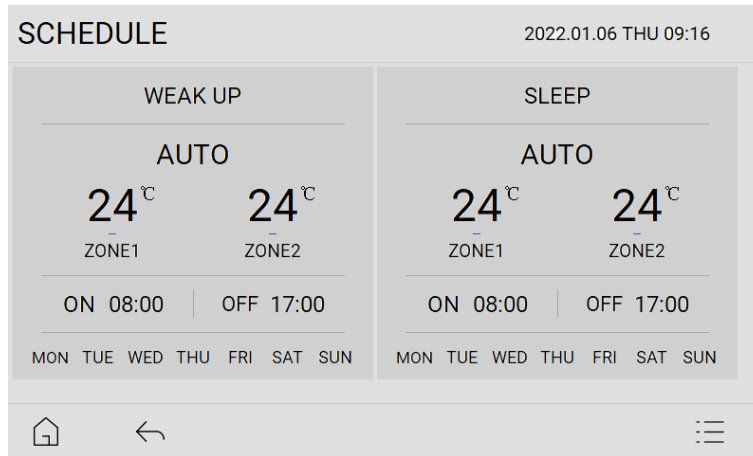 SCHEDULE
2022.01.06 THU 09:16
WEAK UP
AUTO
24℃ 24℃
ZONE1 ZONE2
ON 08:00 OFF 17:00
MON TUE WED THU FRI SAT SUN
SLEEP
AUTO
24℃ 24℃
ZONE1 ZONE2
ON 08:00 OFF 17:00
MON TUE WED THU FRI SAT SUN